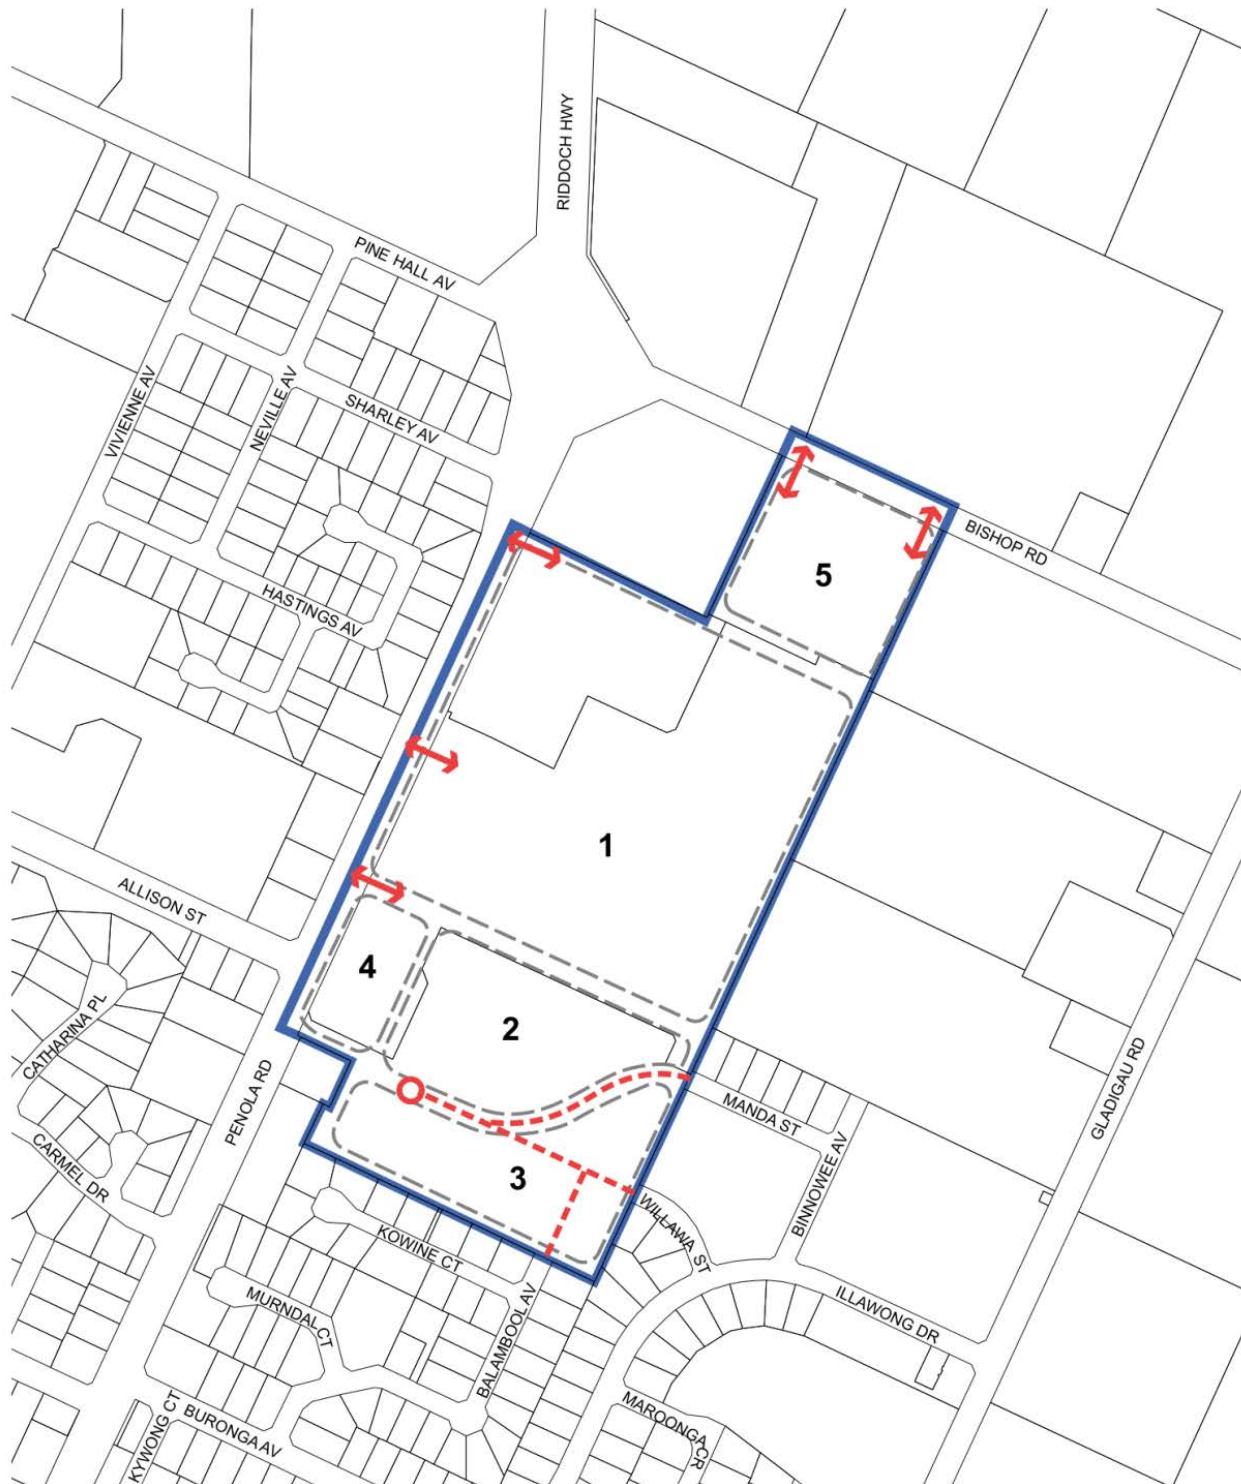 RIDDOCH HWY
PINE HALL AV
VIVIENNE AV
NEVILLE AV
SHARLEY AV
BISHOP RD
5
HASTINGS AV
1
ALLISON ST
4
2
CATHARINA PL
PENOLA RD
MANDA ST
GLADIGAU RD
CARMEL DR
3
BINNOWEE AV
WILLAWA ST
KOWINE CT
MURNDAL CT
BALAMBOOL AV
ILLAWONG DR
KYWONG CT
BURONGA AV
MAROONGA CR